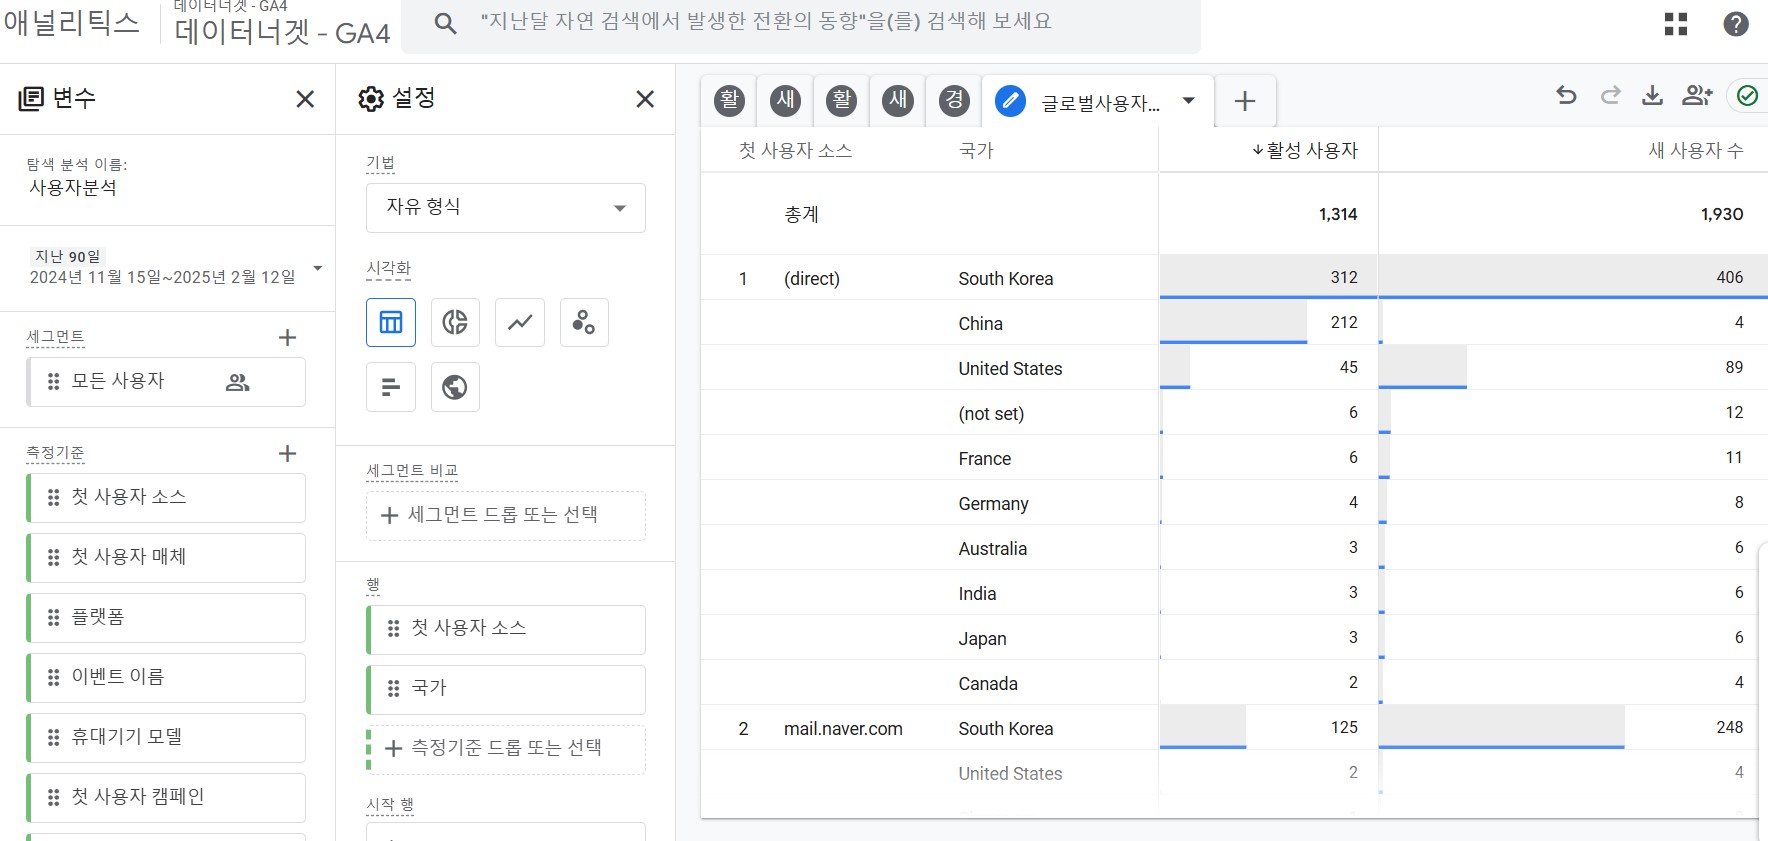 애널리틱스
데이터너겟 - GA4
데이터너겟 - GA4
"지난달 자연 검색에서 발생한 전환의 동향"을(를) 검색해 보세요
변수
탐색 분석 이름:
사용자분석
지난 90일
2024년 11월 15일~2025년 2월 12일
세그먼트
모든 사용자
측정기준
첫 사용자 소스
첫 사용자 매체
플랫폼
이벤트 이름
휴대기기 모델
첫 사용자 캠페인
설정
기법
자유 형식
시각화
세그먼트 비교
세그먼트 드롭 또는 선택
행
첫 사용자 소스
국가
측정기준 드롭 또는 선택
시작 행
활 새 활 새 경 글로벌사용자...
첫 사용자 소스 국가 ↓활성 사용자 새 사용자 수
총계 1,314 1,930
1 (direct) South Korea 312 406
China 212 4
United States 45 89
(not set) 6 12
France 6 11
Germany 4 8
Australia 3 6
India 3 6
Japan 3 6
Canada 2 4
2 mail.naver.com South Korea 125 248
United States 2 4